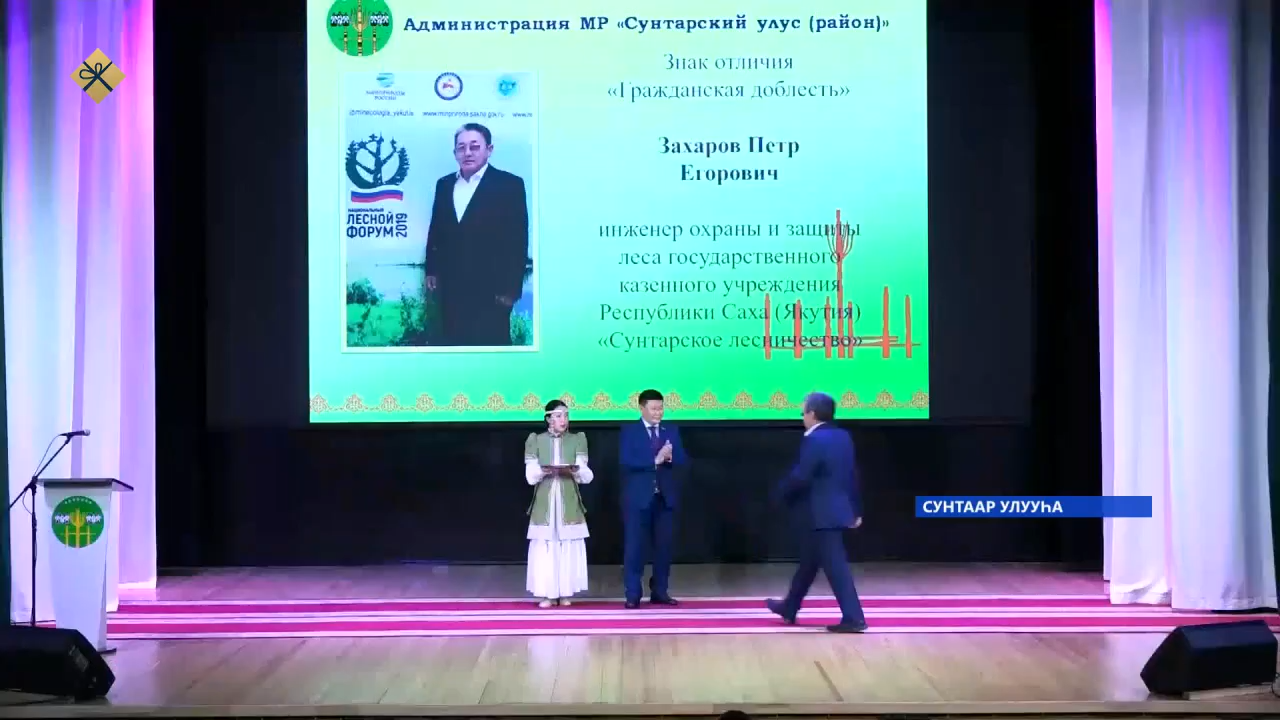 Администрация МР «Сунтарский улус (район)»
Знак отличия
«Гражданская доблесть»
Захаров Петр
Егорович
инженер охраны и защиты
леса государственного
казенного учреждения
Республики Саха (Якутия)
«Сунтарское лесничество»
НАЦИОНАЛЬНЫЙ
ЛЕСНОЙ
ФОРУМ
2019
СУНТААР УЛУУҺА